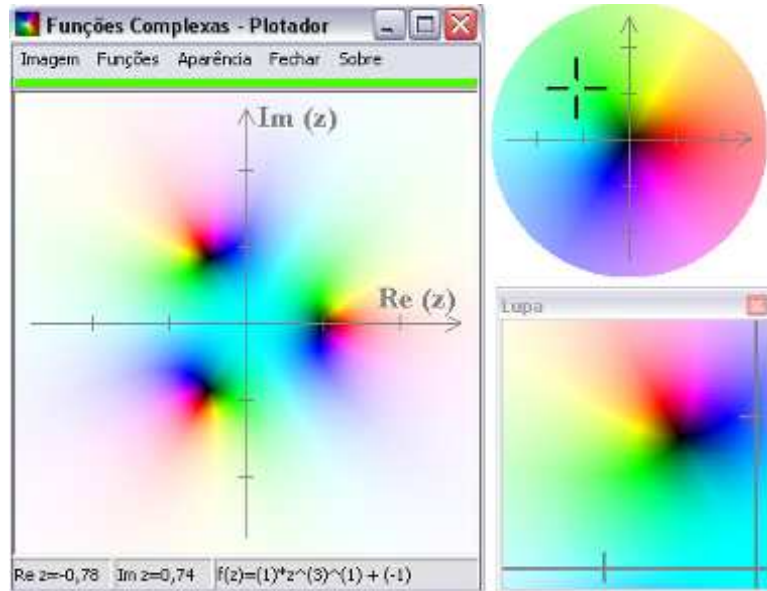 Funções Complexas - Plotador
Imagem Funções Aparência Fechar Sobre
Im (z)
Re (z)
Lupa
Re z=-0,78 Im z=0,74 f(z)=(1)*z^(3)^(1) + (-1)